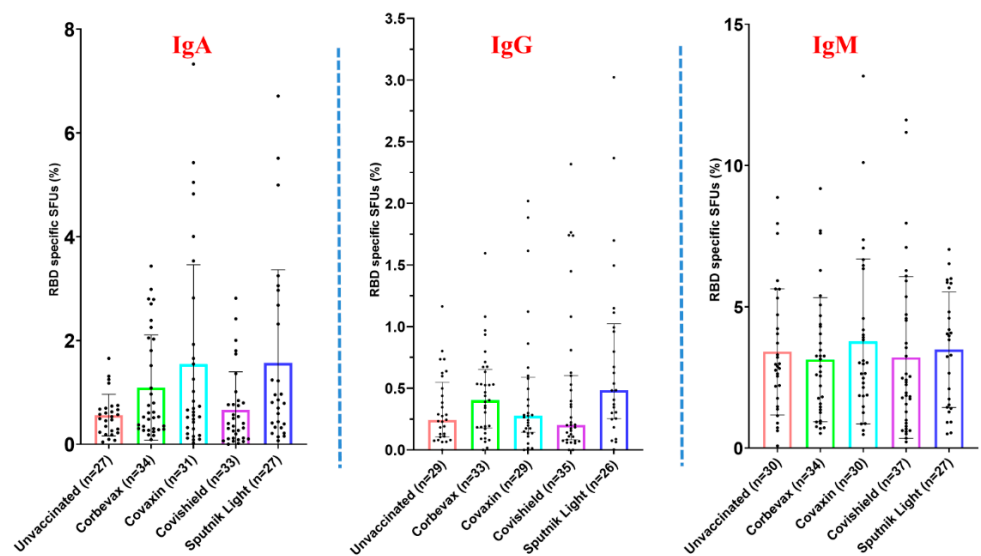 IgA
RBD specific SFUs (%)
8
6
4
2
0
Unvaccinated (n=27)
Corbevax (n=34)
Covaxin (n=31)
Covishield (n=33)
Sputnik Light (n=27)
IgG
RBD specific SFUs (%)
3.5
3.0
2.5
2.0
1.5
1.0
0.5
0.0
Unvaccinated (n=29)
Corbevax (n=33)
Covaxin (n=29)
Covishield (n=35)
Sputnik Light (n=26)
IgM
RBD specific SFUs (%)
15
10
5
0
Unvaccinated (n=30)
Corbevax (n=34)
Covaxin (n=30)
Covishield (n=37)
Sputnik Light (n=27)